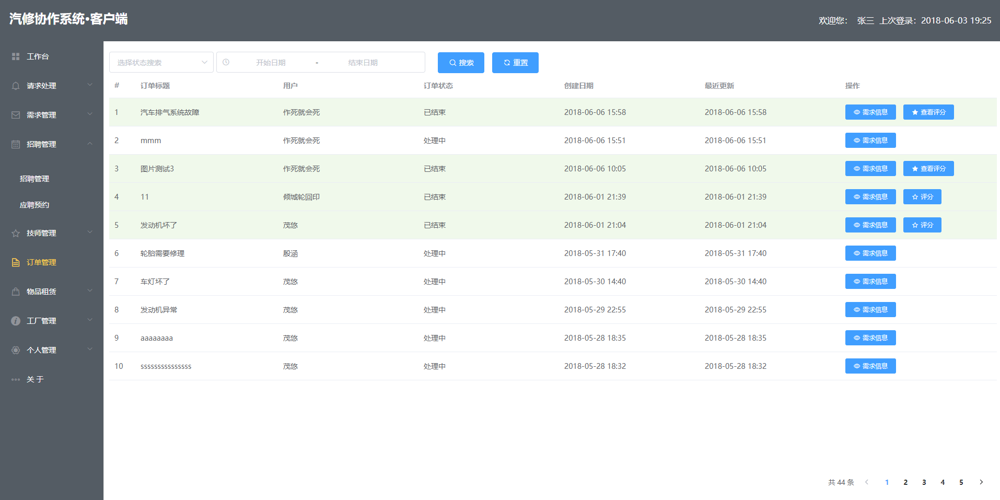 汽修协作系统·客户端
欢迎您： 张三 上次登录：2018-06-03 19:25
工作台
请求处理
需求管理
招聘管理
招聘管理
应聘预约
技师管理
订单管理
物品租赁
工厂管理
个人管理
关 于
选择状态搜索 开始日期 - 结束日期 搜索 重置
# 订单标题 用户 订单状态 创建日期 最近更新 操作
1 汽车排气系统故障 作死就会死 已结束 2018-06-06 15:58 2018-06-06 15:58 需求信息 查看评分
2 mmm 作死就会死 处理中 2018-06-06 15:51 2018-06-06 15:51 需求信息
3 图片测试3 作死就会死 已结束 2018-06-06 10:05 2018-06-06 10:05 需求信息 查看评分
4 11 倾城轮回印 已结束 2018-06-01 21:39 2018-06-01 21:39 需求信息 评分
5 发动机坏了 茂悠 已结束 2018-06-01 21:04 2018-06-01 21:04 需求信息 评分
6 轮胎需要修理 殷涵 处理中 2018-05-31 17:40 2018-05-31 17:40 需求信息
7 车灯坏了 茂悠 处理中 2018-05-30 14:40 2018-05-30 14:40 需求信息
8 发动机异常 茂悠 处理中 2018-05-29 22:55 2018-05-29 22:55 需求信息
9 aaaaaaaa 茂悠 处理中 2018-05-28 18:35 2018-05-28 18:35 需求信息
10 sssssssssssssss 茂悠 处理中 2018-05-28 18:32 2018-05-28 18:32 需求信息
共 44 条 1 2 3 4 5